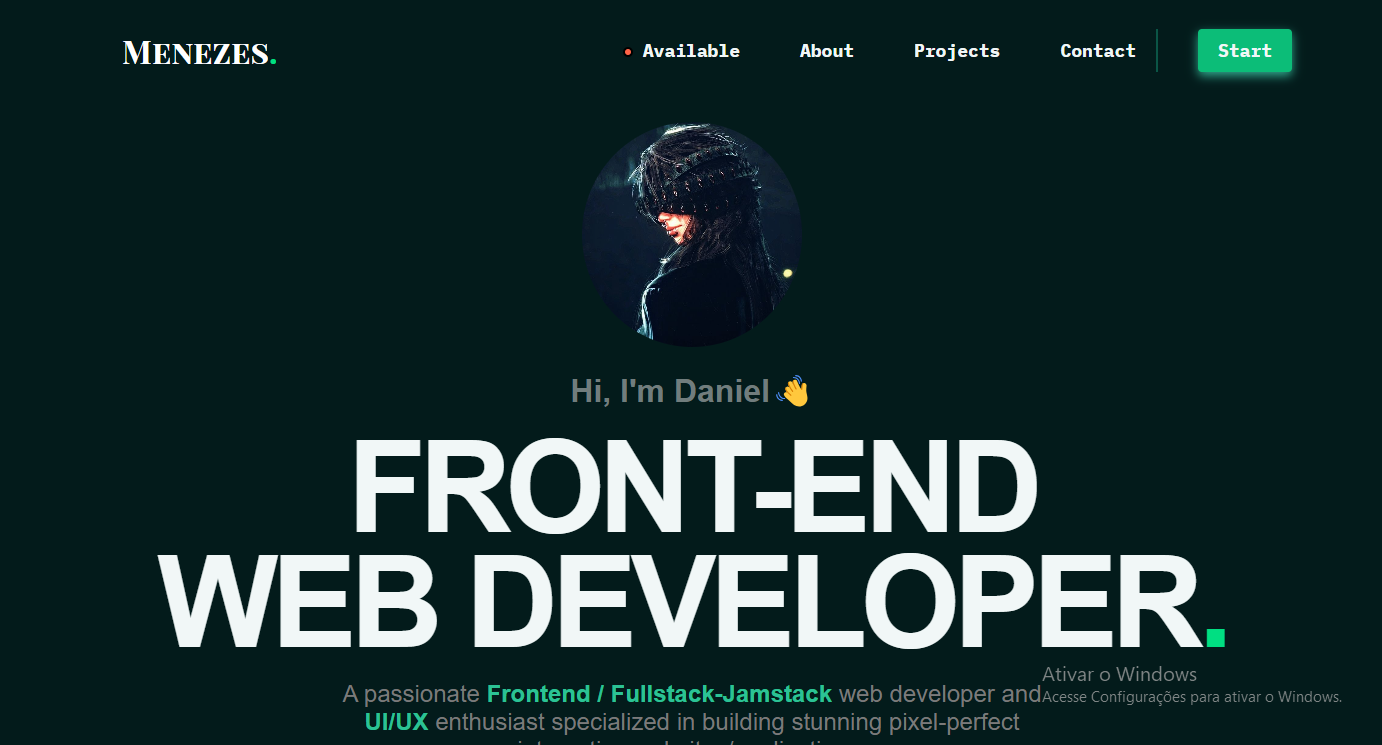 MENEZES.
Available About Projects Contact Start
Hi, I'm Daniel 👋
FRONT-END
WEB DEVELOPER.
A passionate Frontend / Fullstack-Jamstack web developer and
UI/UX enthusiast specialized in building stunning pixel-perfect
Ativar o Windows
Acesse Configurações para ativar o Windows.